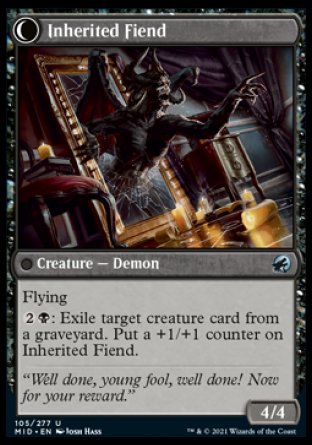 Inherited Fiend
Creature — Demon
Flying
2: Exile target creature card from
a graveyard. Put a +1/+1 counter on
Inherited Fiend.
“Well done, young fool, well done! Now
for your reward.”
4/4
105/277 U
MID • EN Josh Hass
™ & © 2021 Wizards of the Coast